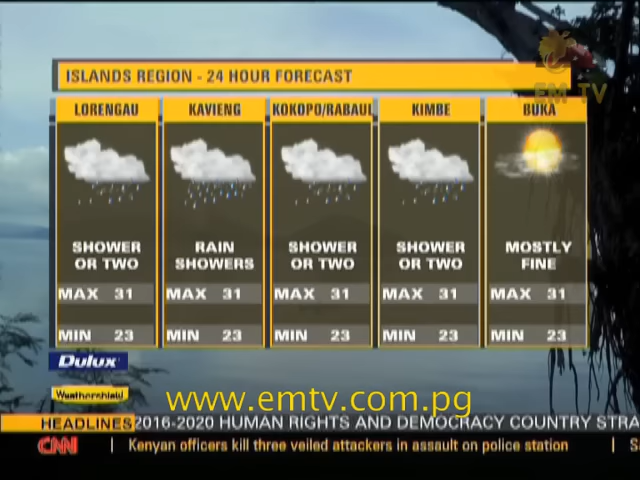 EM TV
ISLANDS REGION - 24 HOUR FORECAST
LORENGAU
KAVIENG
KOKOPO/RABAUL
KIMBE
BUKA
SHOWER
OR TWO
RAIN
SHOWERS
SHOWER
OR TWO
SHOWER
OR TWO
MOSTLY
FINE
MAX 31
MAX 31
MAX 31
MAX 31
MAX 31
MIN 23
MIN 23
MIN 23
MIN 23
MIN 23
Dulux
Weathershield
www.emtv.com.pg
HEADLINES 2016-2020 HUMAN RIGHTS AND DEMOCRACY COUNTRY STRA
CNN | Kenyan officers kill three veiled attackers in assault on police station | S